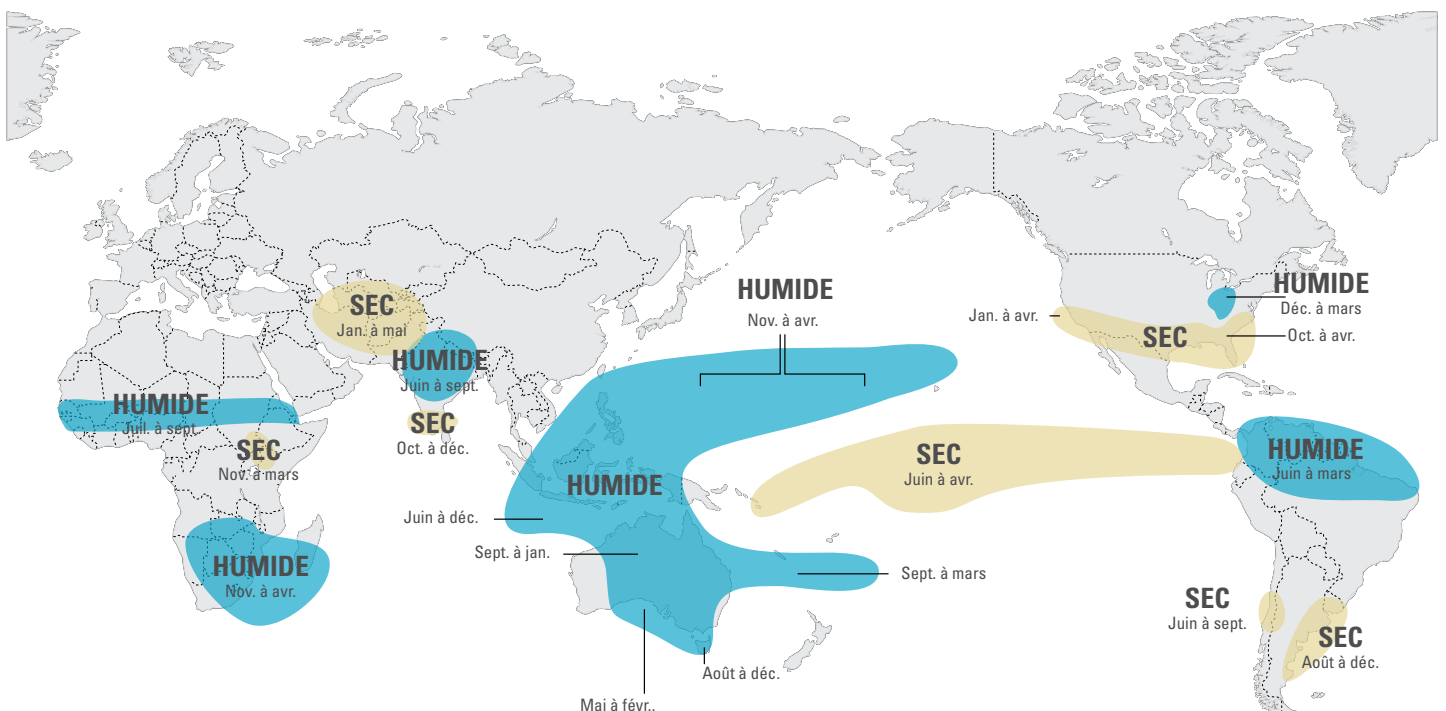 HUMIDE
Déc. à mars
HUMIDE
Nov. à avr.
SEC
Jan. à mai
Jan. à avr.
SEC
Oct. à avr.
HUMIDE
Juin à sept.
HUMIDE
Juil. à sept.
SEC
Oct. à déc.
SEC
Nov. à mars
SEC
Juin à avr.
HUMIDE
Juin à mars
HUMIDE
Juin à déc.
Sept. à jan.
Sept. à mars
HUMIDE
Nov. à avr.
SEC
Juin à sept.
SEC
Août à déc.
Août à déc.
Mai à févr..